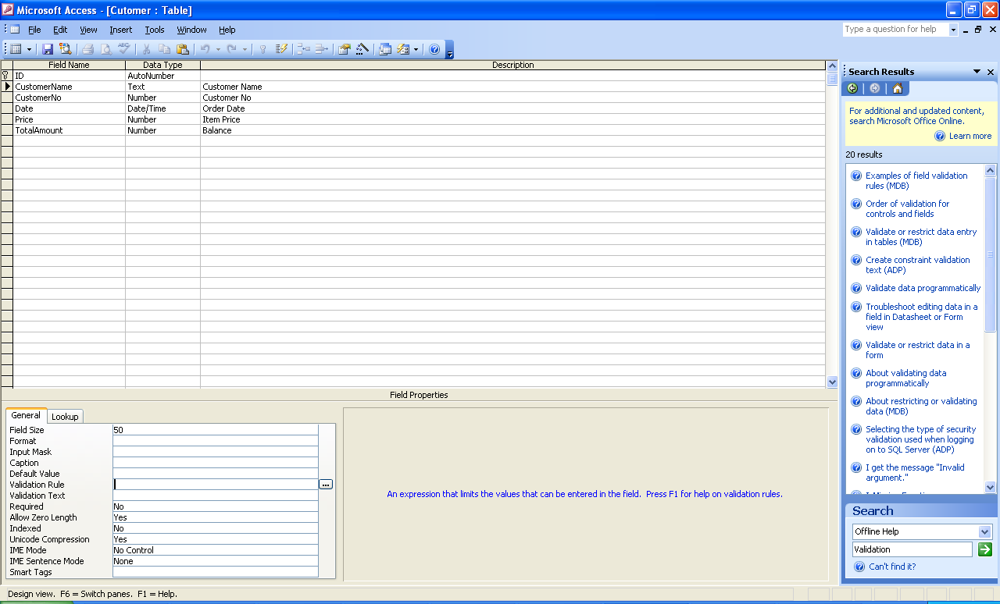 Microsoft Access - [Cutomer : Table]
File Edit View Insert Tools Window Help
Type a question for help
Field Name Data Type Description
ID AutoNumber
CustomerName Text Customer Name
CustomerNo Number Customer No
Date Date/Time Order Date
Price Number Item Price
TotalAmount Number Balance
Field Properties
General Lookup
Field Size 50
Format
Input Mask
Caption
Default Value
Validation Rule ...
Validation Text
Required No
Allow Zero Length Yes
Indexed No
Unicode Compression Yes
IME Mode No Control
IME Sentence Mode None
Smart Tags
An expression that limits the values that can be entered in the field. Press F1 for help on validation rules.
Search Results
For additional and updated content,
search Microsoft Office Online.
Learn more
20 results
Examples of field validation
rules (MDB)
Order of validation for
controls and fields
Validate or restrict data entry
in tables (MDB)
Create constraint validation
text (ADP)
Validate data programmatically
Troubleshoot editing data in a
field in Datasheet or Form
view
Validate or restrict data in a
form
About validating data
programmatically
About restricting or validating
data (MDB)
Selecting the type of security
validation used when logging
on to SQL Server (ADP)
I get the message "Invalid
argument."
Search
Offline Help
Validation
Can't find it?
Design view. F6 = Switch panes. F1 = Help.